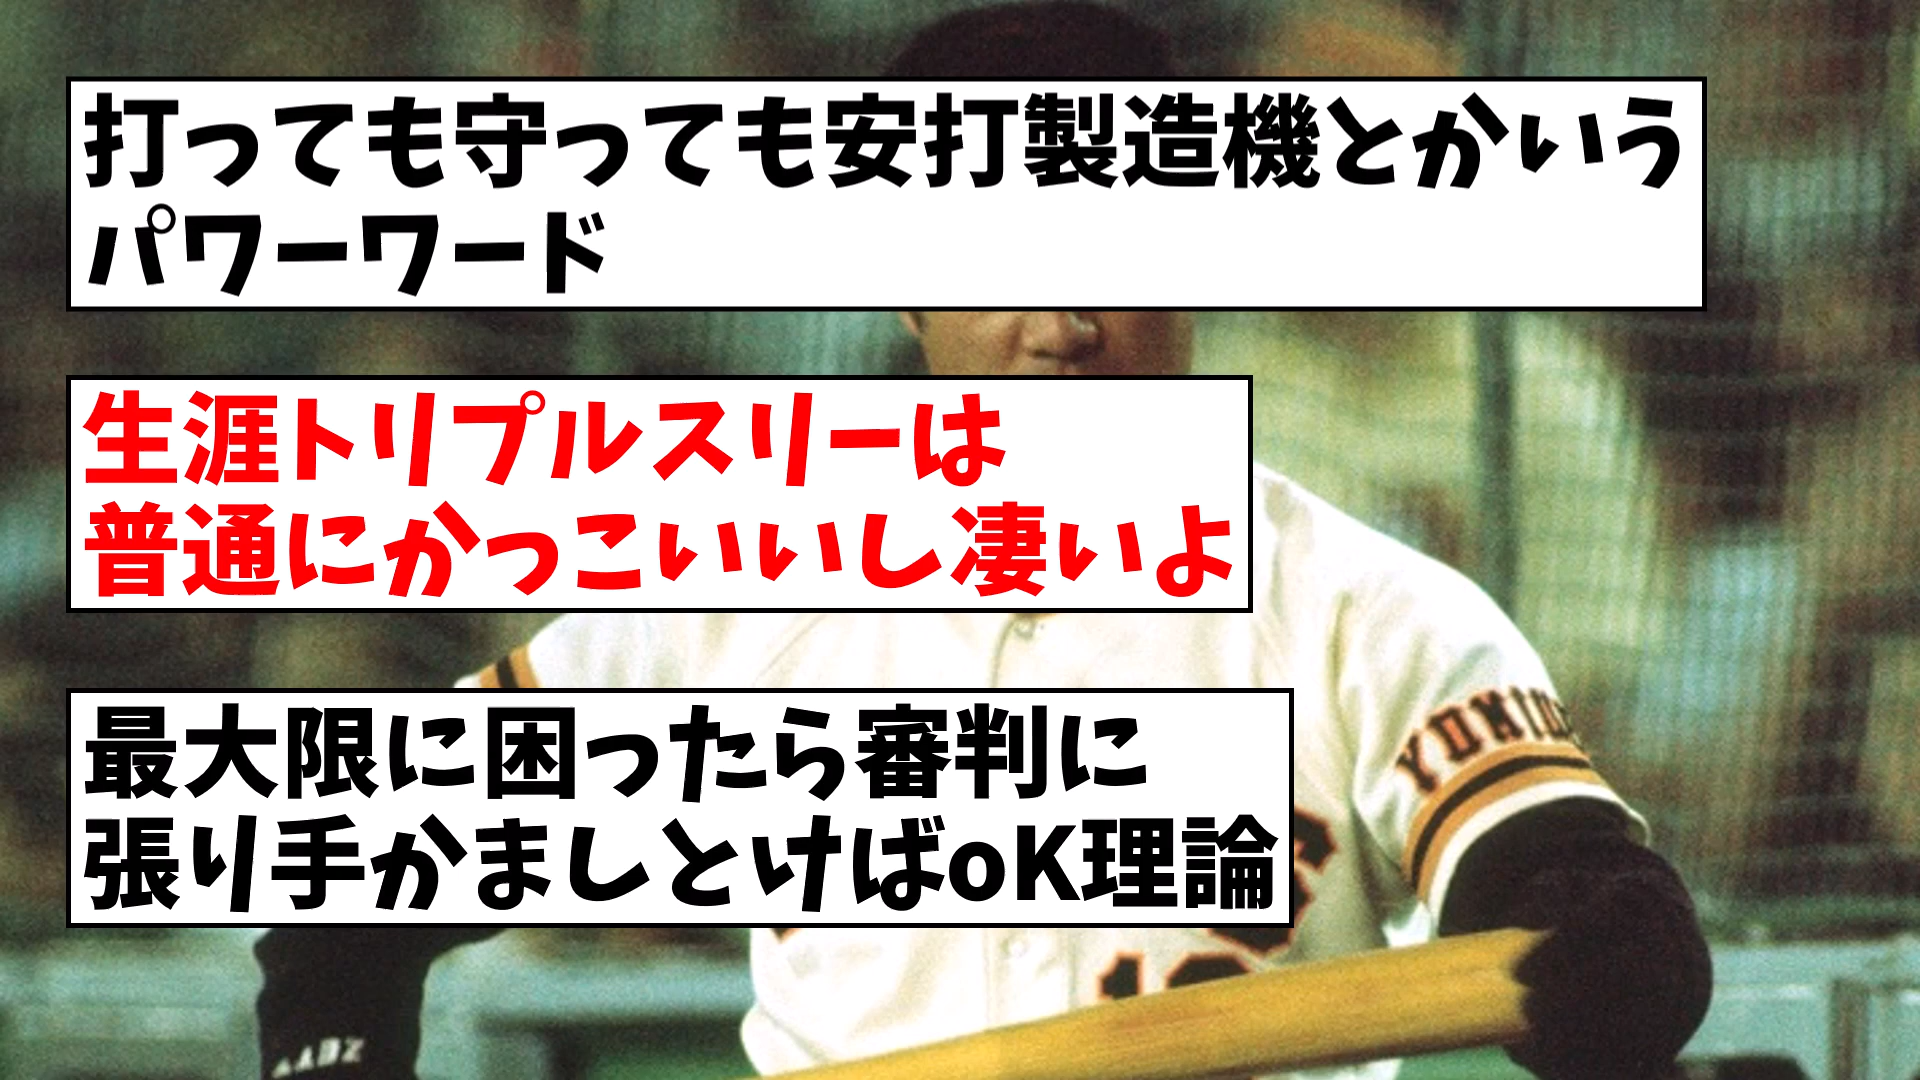 打っても守っても安打製造機とかいう
パワーワード
生涯トリプルスリーは
普通にかっこいいし凄いよ
最大限に困ったら審判に
張り手かましとけばoK理論